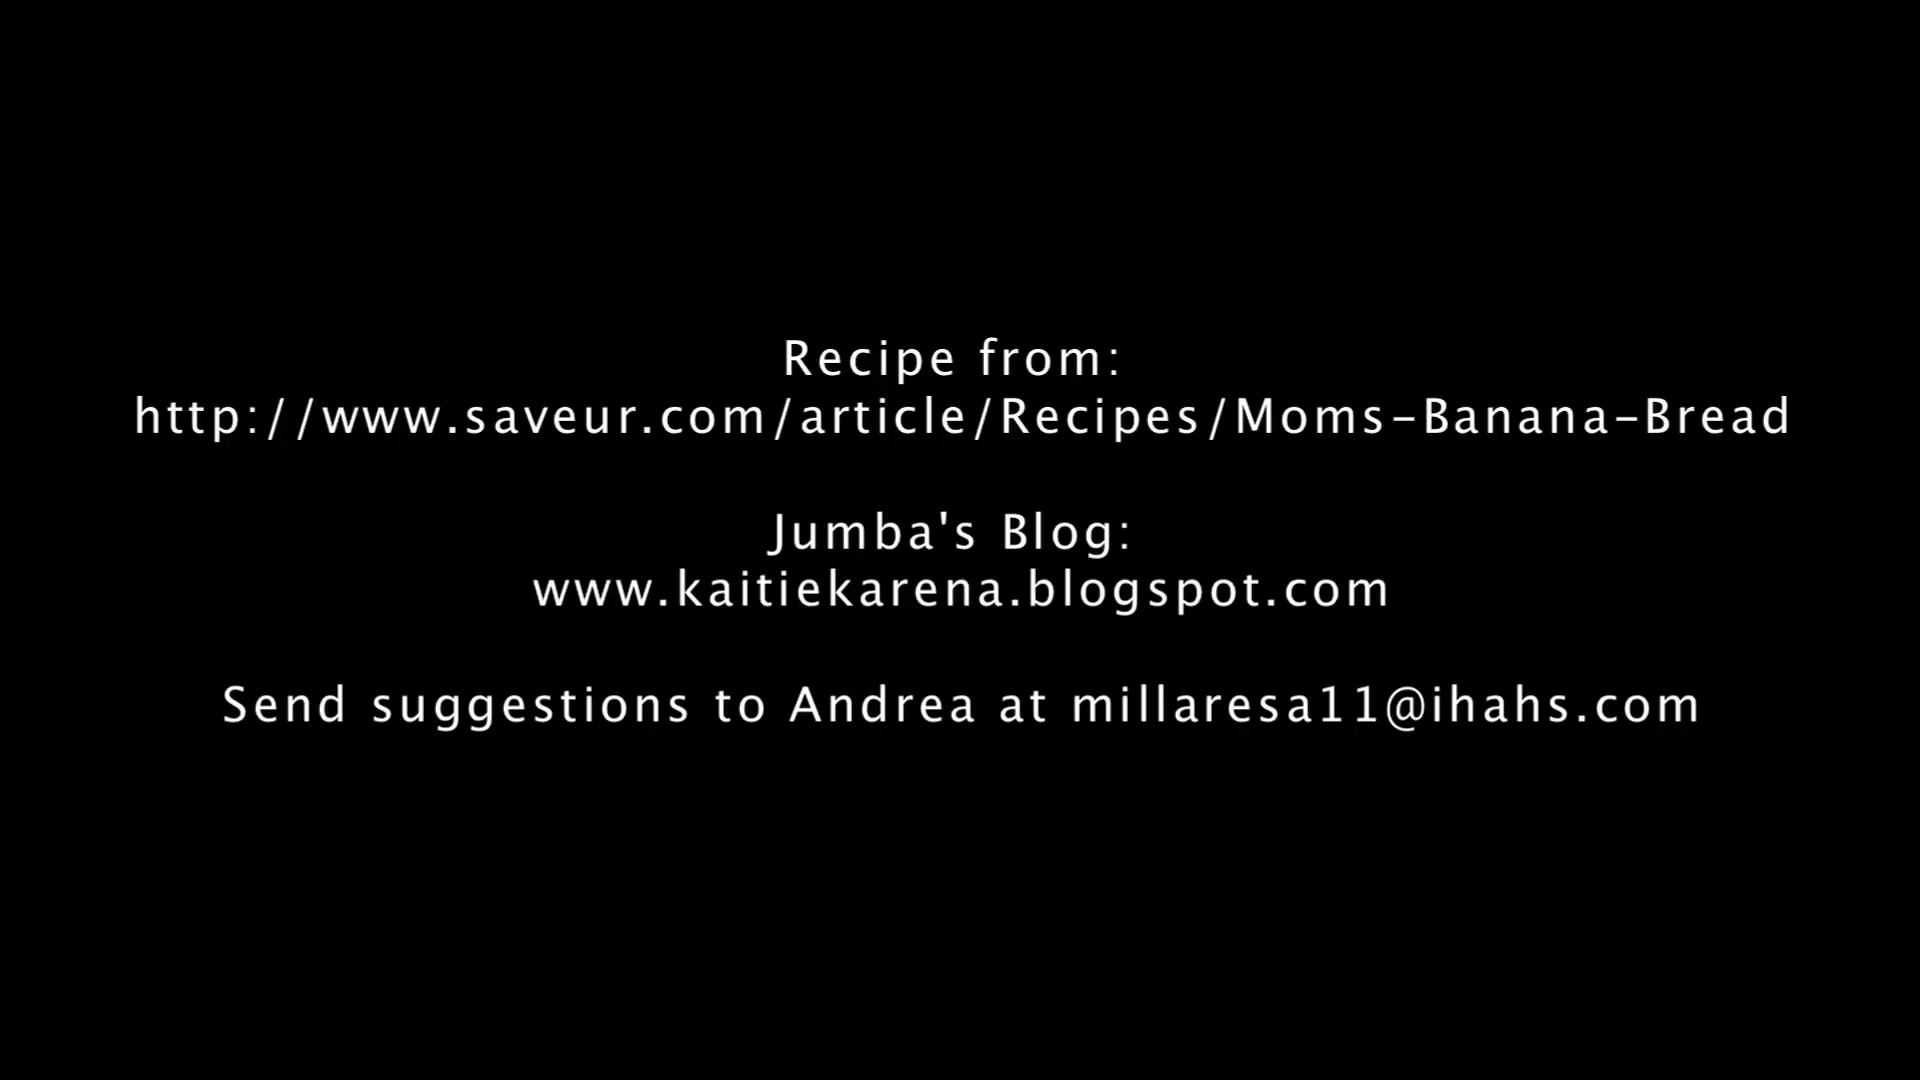 Recipe from:
http://www.saveur.com/article/Recipes/Moms-Banana-Bread
Jumba's Blog:
www.kaitiekarena.blogspot.com
Send suggestions to Andrea at millaresa11@ihahs.com